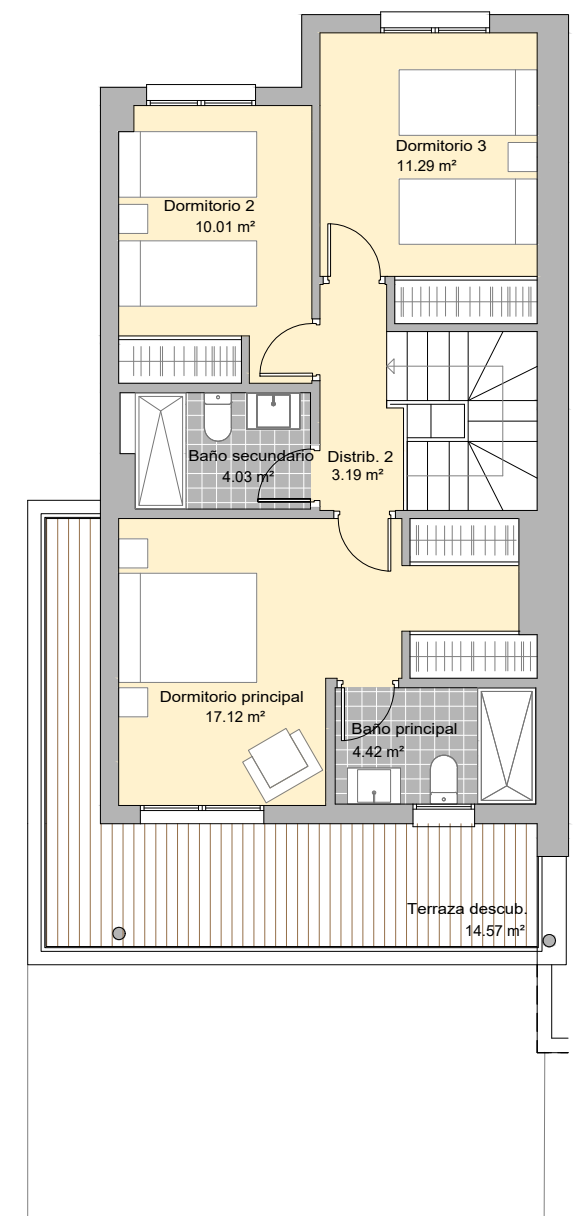 Dormitorio 3
11.29 m²
Dormitorio 2
10.01 m²
Baño secundario
4.03 m²
Distrib. 2
3.19 m²
Dormitorio principal
17.12 m²
Baño principal
4.42 m²
Terraza descub.
14.57 m²